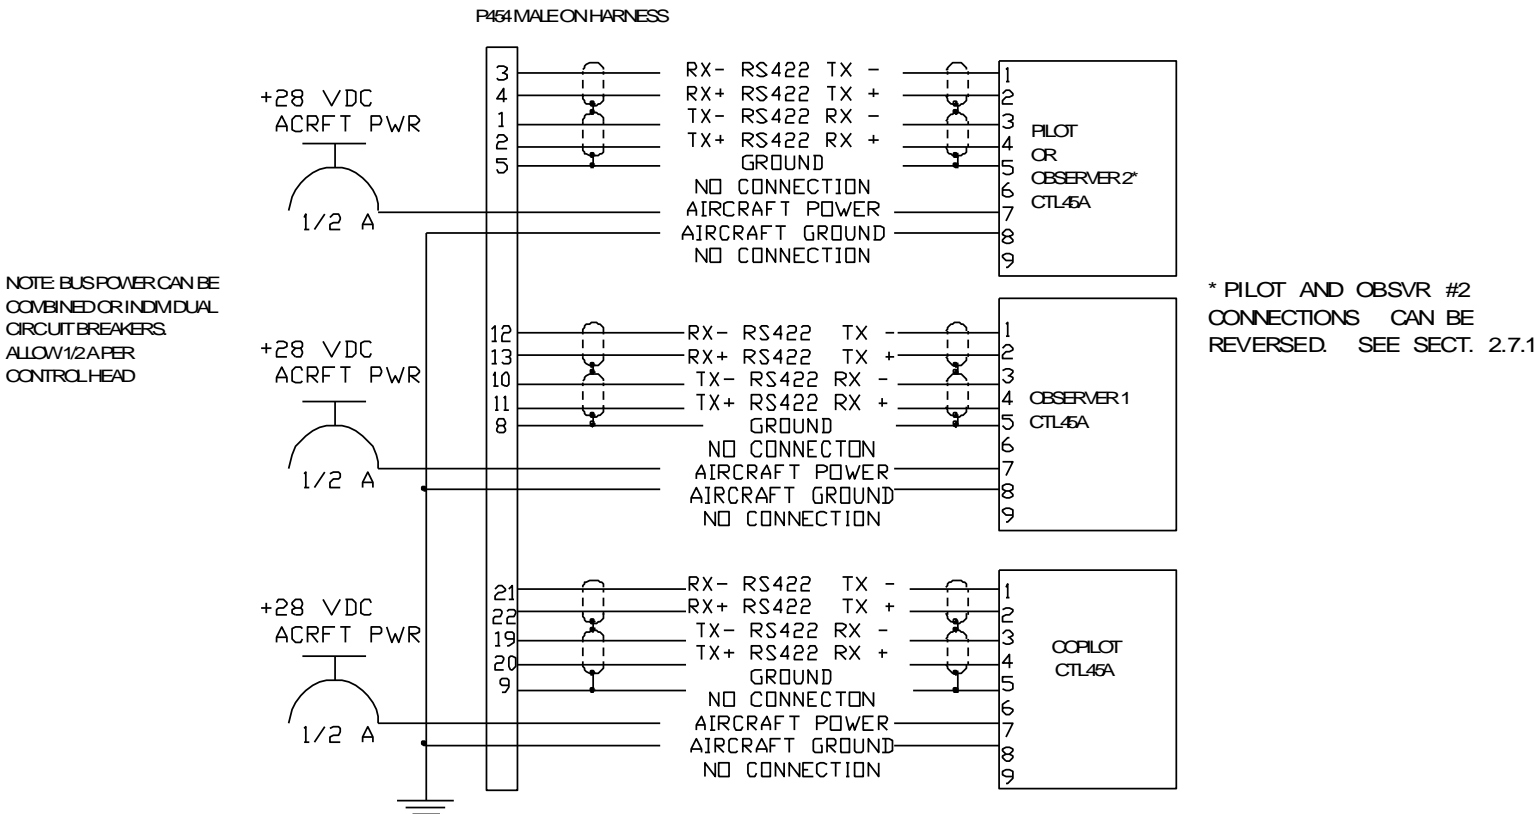 P454 MALE ON HARNESS
+28 VDC
ACRFT PWR
1/2 A
3 RX- RS422 TX - 1
4 RX+ RS422 TX + 2
1 TX- RS422 RX - 3
2 TX+ RS422 RX + 4
5 GROUND 5
NO CONNECTION 6
AIRCRAFT POWER 7
AIRCRAFT GROUND 8
NO CONNECTION 9
PILOT
OR
OBSERVER 2*
CTL45A
NOTE: BUS POWER CAN BE
COMBINED OR INDIVIDUAL
CIRCUIT BREAKERS.
ALLOW 1/2 A PER
CONTROL HEAD
* PILOT AND OBSVR #2
CONNECTIONS CAN BE
REVERSED. SEE SECT. 2.7.1
+28 VDC
ACRFT PWR
1/2 A
12 RX- RS422 TX - 1
13 RX+ RS422 TX + 2
10 TX- RS422 RX - 3
11 TX+ RS422 RX + 4
8 GROUND 5
NO CONNECTON 6
AIRCRAFT POWER 7
AIRCRAFT GROUND 8
NO CONNECTION 9
OBSERVER 1
CTL45A
+28 VDC
ACRFT PWR
1/2 A
21 RX- RS422 TX - 1
22 RX+ RS422 TX + 2
19 TX- RS422 RX - 3
20 TX+ RS422 RX + 4
9 GROUND 5
NO CONNECTON 6
AIRCRAFT POWER 7
AIRCRAFT GROUND 8
NO CONNECTION 9
COPILOT
CTL45A